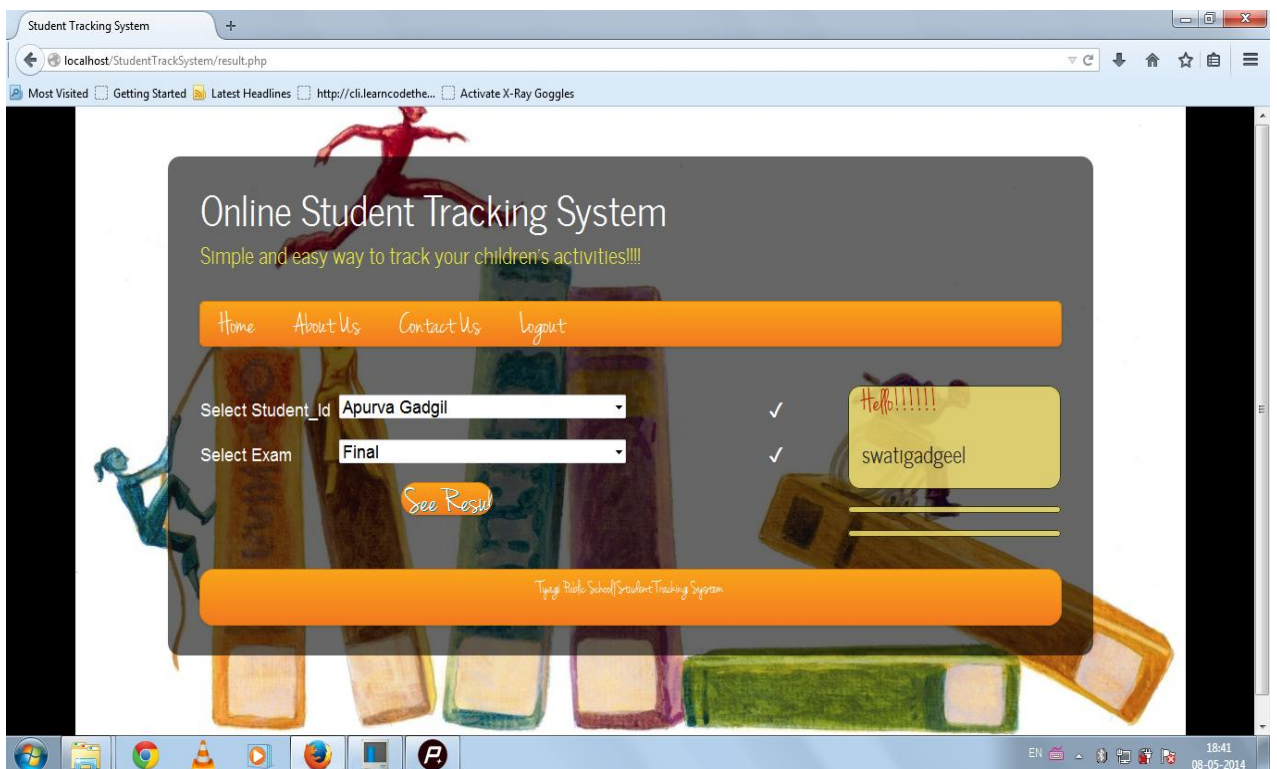 Student Tracking System
localhost/StudentTrackSystem/result.php
Most Visited Getting Started Latest Headlines http://cli.learncodethe... Activate X-Ray Goggles
Online Student Tracking System
Simple and easy way to track your children's activities!!!!
Home About Us Contact Us Logout
Select Student_Id Apurva Gadgil
Select Exam Final
See Resul
Hello!!!!!!
swatigadgeel
Tyagi Public School|Student Tracking System
EN 18:41
08-05-2014